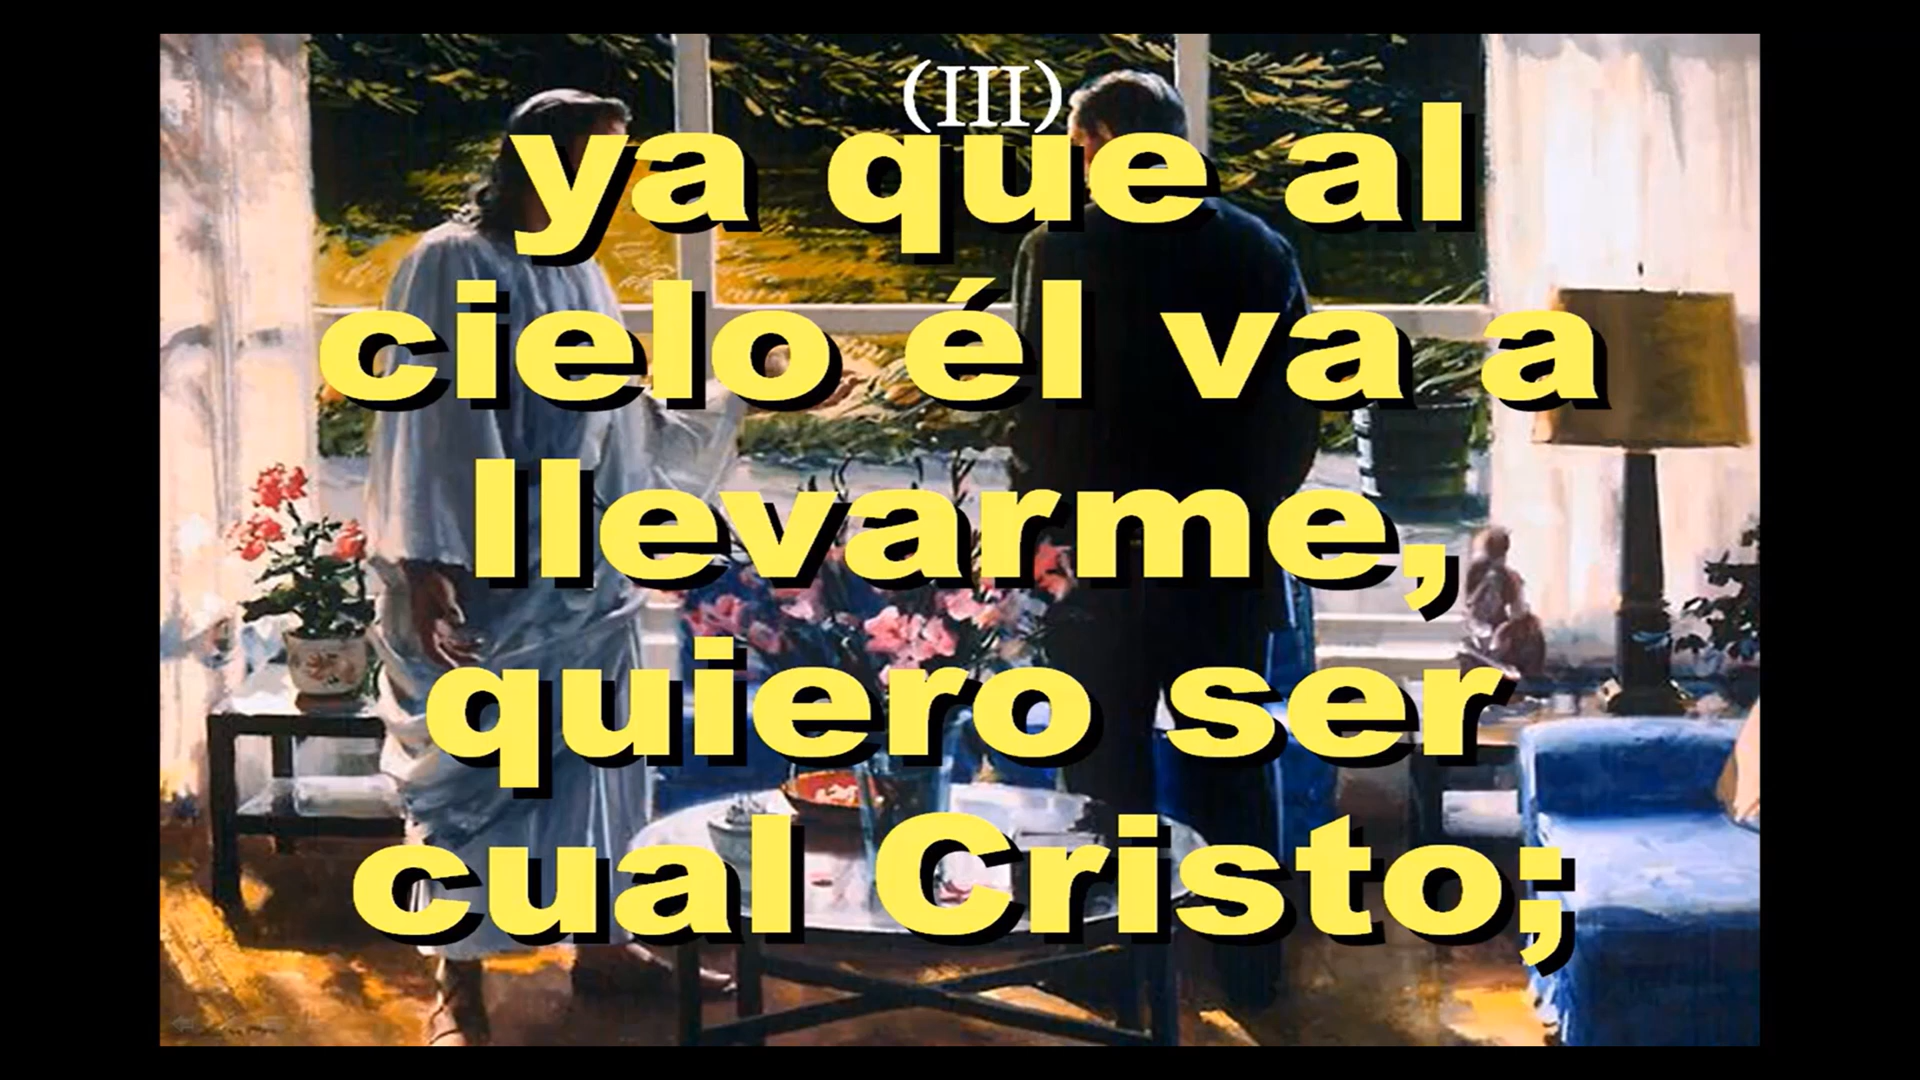 (III)
ya que al
cielo él va a
llevarme,
quiero ser
cual Cristo;